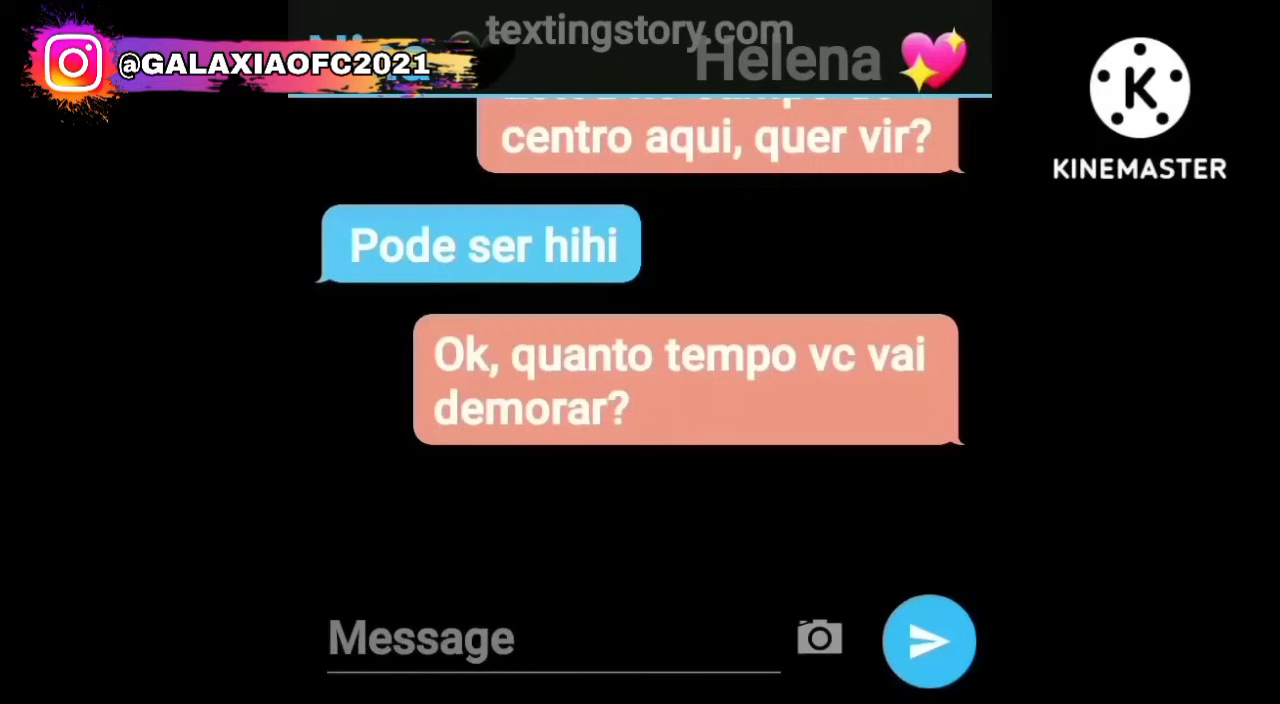 textingstory.com
Helena
@GALAXIAOFC2021
KINEMASTER
centro aqui, quer vir?
Pode ser hihi
Ok, quanto tempo vc vai
demorar?
Message